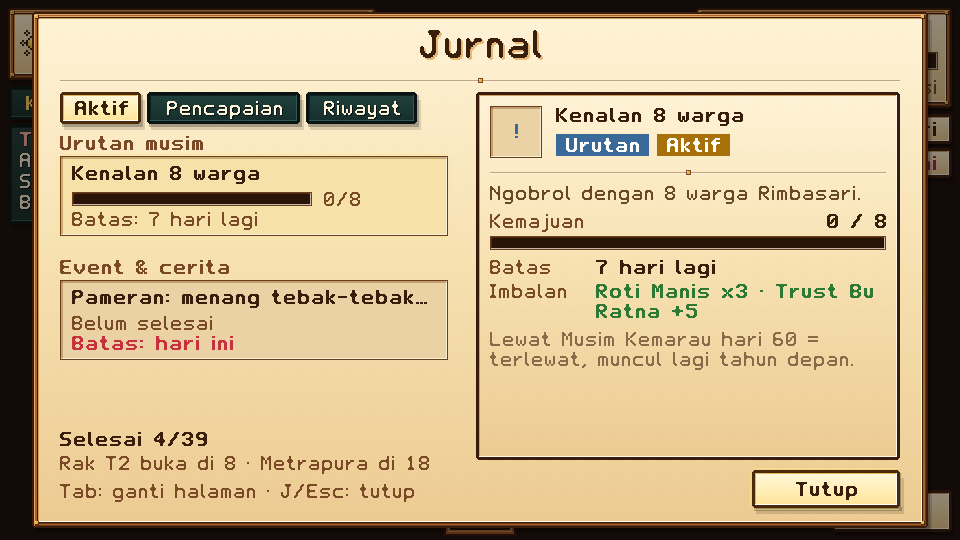 Jurnal
Aktif
Pencapaian
Riwayat
Urutan musim
Kenalan 8 warga
0/8
Batas: 7 hari lagi
Event & cerita
Pameran: menang tebak-tebak…
Belum selesai
Batas: hari ini
Selesai 4/39
Rak T2 buka di 8 · Metrapura di 18
Tab: ganti halaman · J/Esc: tutup
!
Kenalan 8 warga
Urutan
Aktif
Ngobrol dengan 8 warga Rimbasari.
Kemajuan
0 / 8
Batas
7 hari lagi
Imbalan
Roti Manis x3 · Trust Bu
Ratna +5
Lewat Musim Kemarau hari 60 =
terlewat, muncul lagi tahun depan.
Tutup